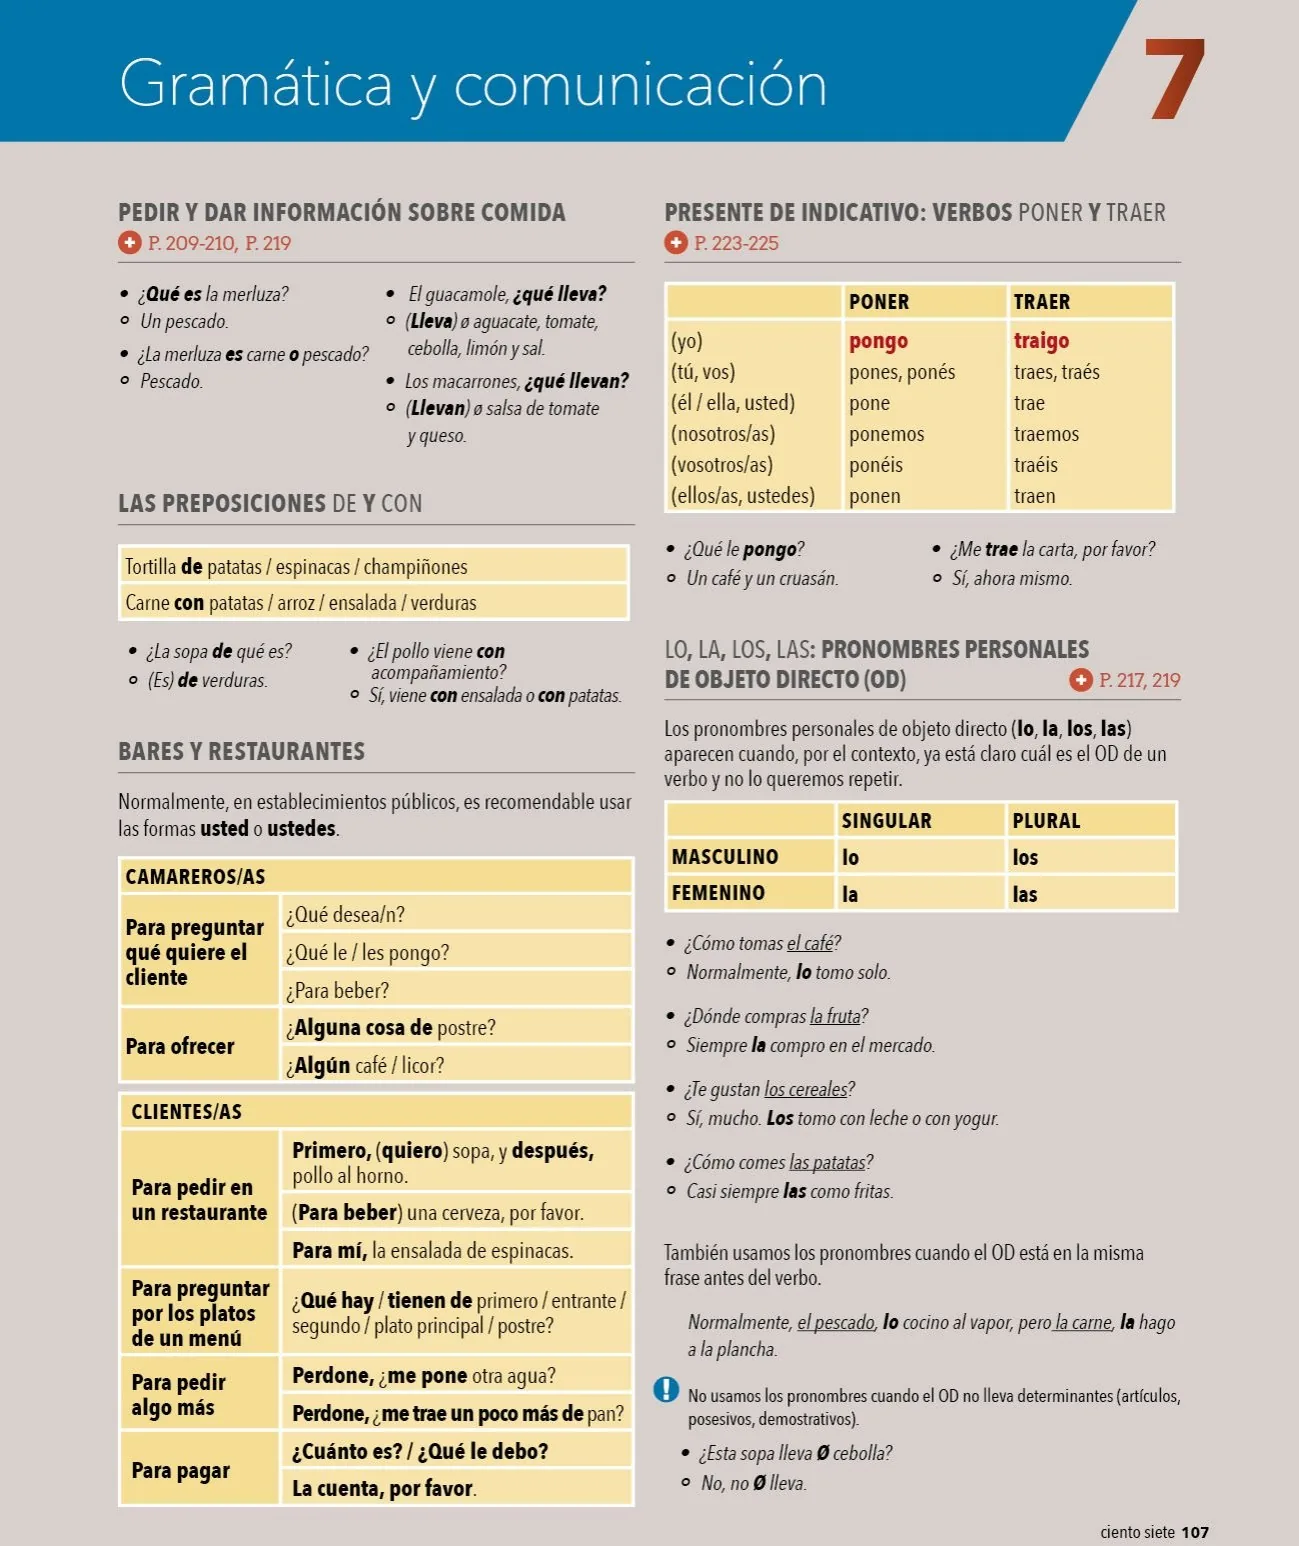 Gramática y comunicación
7
PEDIR Y DAR INFORMACIÓN SOBRE COMIDA
P. 209-210, P. 219
• ¿Qué es la merluza?
○ Un pescado.
• ¿La merluza es carne o pescado?
○ Pescado.
• El guacamole, ¿qué lleva?
○ (Lleva) ø aguacate, tomate,
cebolla, limón y sal.
• Los macarrones, ¿qué llevan?
○ (Llevan) ø salsa de tomate
y queso.
LAS PREPOSICIONES DE Y CON
Tortilla de patatas / espinacas / champiñones
Carne con patatas / arroz / ensalada / verduras
• ¿La sopa de qué es?
○ (Es) de verduras.
• ¿El pollo viene con
acompañamiento?
○ Sí, viene con ensalada o con patatas.
BARES Y RESTAURANTES
Normalmente, en establecimientos públicos, es recomendable usar
las formas usted o ustedes.
CAMAREROS/AS
Para preguntar
qué quiere el
cliente
¿Qué desea/n?
¿Qué le / les pongo?
¿Para beber?
Para ofrecer
¿Alguna cosa de postre?
¿Algún café / licor?
CLIENTES/AS
Para pedir en
un restaurante
Primero, (quiero) sopa, y después,
pollo al horno.
(Para beber) una cerveza, por favor.
Para mí, la ensalada de espinacas.
Para preguntar
por los platos
de un menú
¿Qué hay / tienen de primero / entrante /
segundo / plato principal / postre?
Para pedir
algo más
Perdone, ¿me pone otra agua?
Perdone, ¿me trae un poco más de pan?
Para pagar
¿Cuánto es? / ¿Qué le debo?
La cuenta, por favor.
PRESENTE DE INDICATIVO: VERBOS PONER Y TRAER
P. 223-225
PONER TRAER
(yo) pongo traigo
(tú, vos) pones, ponés traes, traés
(él / ella, usted) pone trae
(nosotros/as) ponemos traemos
(vosotros/as) ponéis traéis
(ellos/as, ustedes) ponen traen
• ¿Qué le pongo?
○ Un café y un cruasán.
• ¿Me trae la carta, por favor?
○ Sí, ahora mismo.
LO, LA, LOS, LAS: PRONOMBRES PERSONALES
DE OBJETO DIRECTO (OD)
P. 217, 219
Los pronombres personales de objeto directo (lo, la, los, las)
aparecen cuando, por el contexto, ya está claro cuál es el OD de un
verbo y no lo queremos repetir.
SINGULAR PLURAL
MASCULINO lo los
FEMENINO la las
• ¿Cómo tomas el café?
○ Normalmente, lo tomo solo.
• ¿Dónde compras la fruta?
○ Siempre la compro en el mercado.
• ¿Te gustan los cereales?
○ Sí, mucho. Los tomo con leche o con yogur.
• ¿Cómo comes las patatas?
○ Casi siempre las como fritas.
También usamos los pronombres cuando el OD está en la misma
frase antes del verbo.
Normalmente, el pescado, lo cocino al vapor, pero la carne, la hago
a la plancha.
! No usamos los pronombres cuando el OD no lleva determinantes (artículos,
posesivos, demostrativos).
• ¿Esta sopa lleva Ø cebolla?
○ No, no Ø lleva.
ciento siete 107